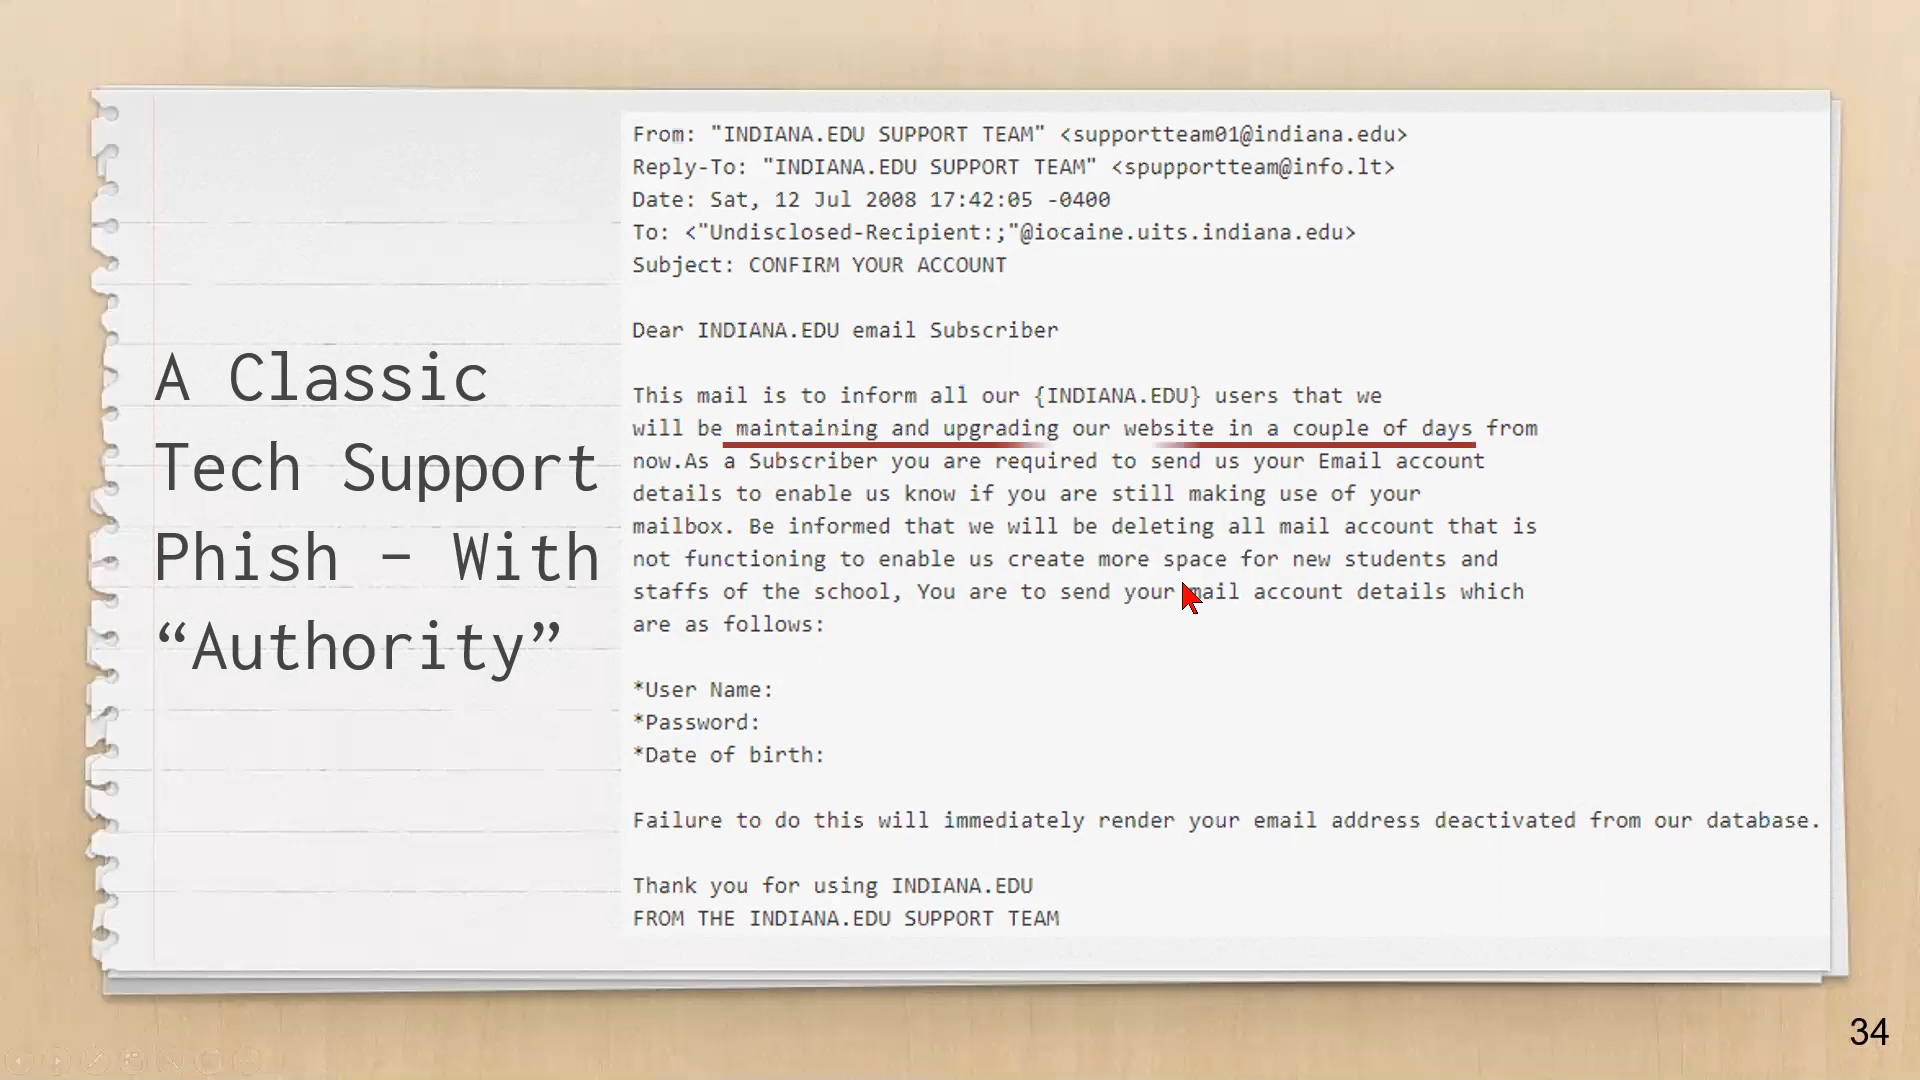 A Classic
Tech Support
Phish – With
“Authority”
From: "INDIANA.EDU SUPPORT TEAM" <supportteam01@indiana.edu>
Reply-To: "INDIANA.EDU SUPPORT TEAM" <spupportteam@info.lt>
Date: Sat, 12 Jul 2008 17:42:05 -0400
To: <"Undisclosed-Recipient:;"@iocaine.uits.indiana.edu>
Subject: CONFIRM YOUR ACCOUNT
Dear INDIANA.EDU email Subscriber
This mail is to inform all our {INDIANA.EDU} users that we
will be maintaining and upgrading our website in a couple of days from
now.As a Subscriber you are required to send us your Email account
details to enable us know if you are still making use of your
mailbox. Be informed that we will be deleting all mail account that is
not functioning to enable us create more space for new students and
staffs of the school, You are to send your mail account details which
are as follows:
*User Name:
*Password:
*Date of birth:
Failure to do this will immediately render your email address deactivated from our database.
Thank you for using INDIANA.EDU
FROM THE INDIANA.EDU SUPPORT TEAM
34